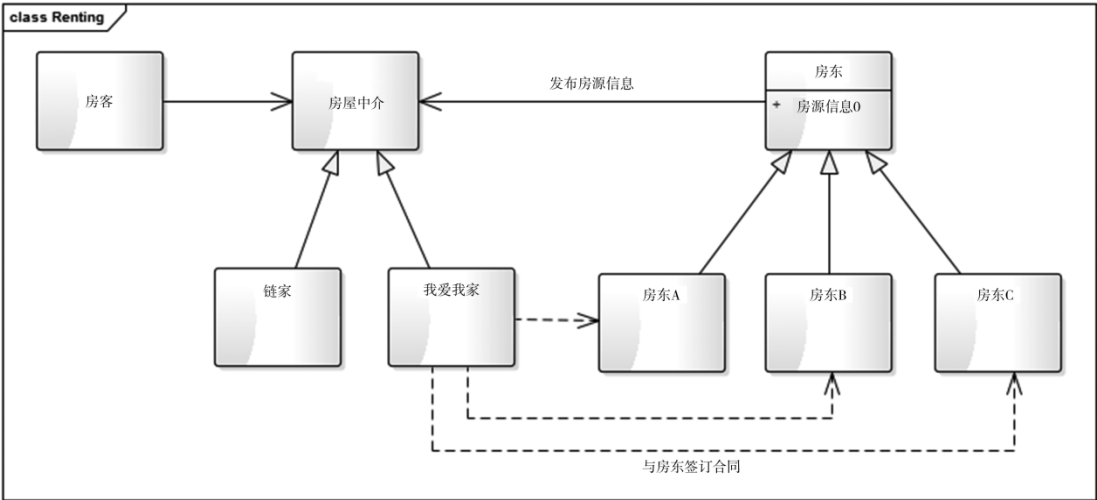 class Renting
房客
房屋中介
发布房源信息
房东
+ 房源信息0
链家
我爱我家
房东A
房东B
房东C
与房东签订合同